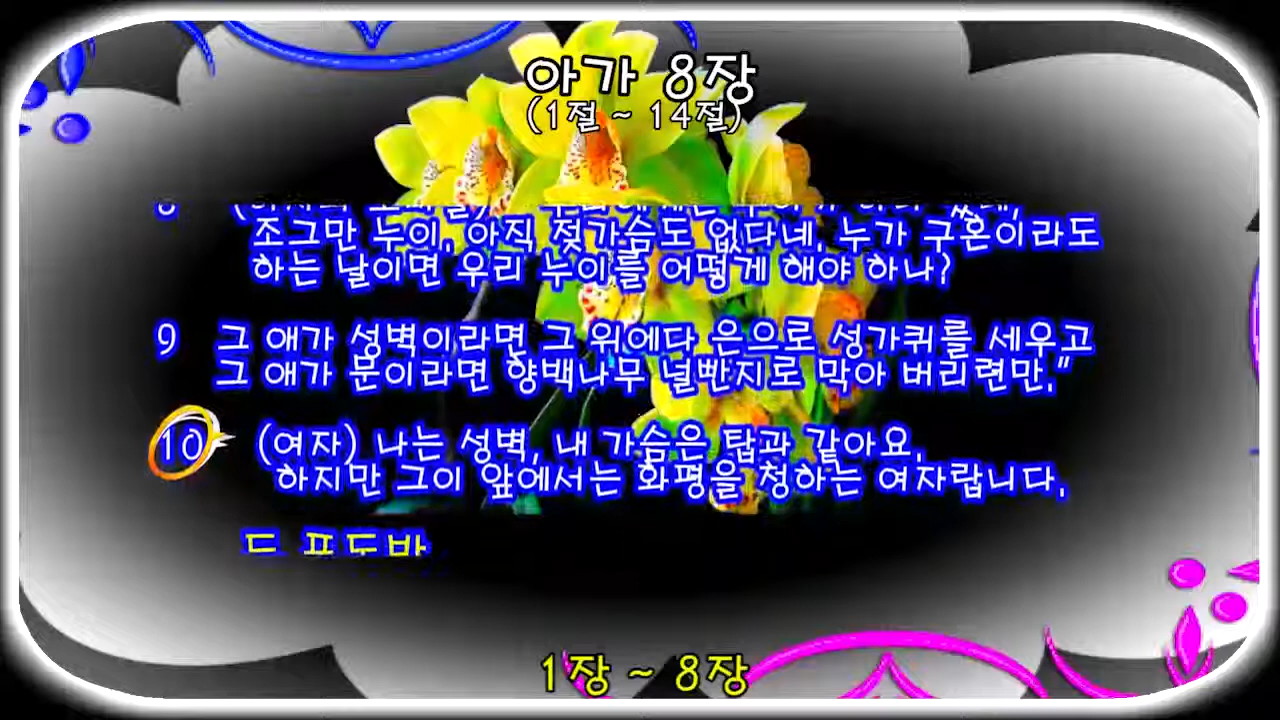 아가 8장
(1절 ~ 14절)
조그만 누이, 아직 젖가슴도 없다네. 누가 구혼이라도
하는 날이면 우리 누이를 어떻게 해야 하나?
9 그 애가 성벽이라면 그 위에다 은으로 성가퀴를 세우고
그 애가 문이라면 향백나무 널빤지로 막아 버리련만."
10 (여자) 나는 성벽, 내 가슴은 탑과 같아요.
하지만 그이 앞에서는 화평을 청하는 여자랍니다.
1장 ~ 8장